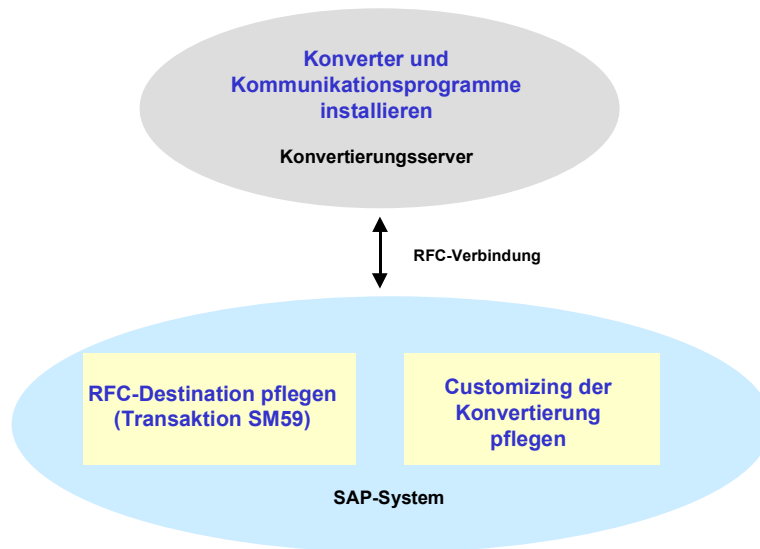 Konverter und
Kommunikationsprogramme
installieren
Konvertierungsserver
RFC-Verbindung
RFC-Destination pflegen
(Transaktion SM59)
Customizing der
Konvertierung
pflegen
SAP-System